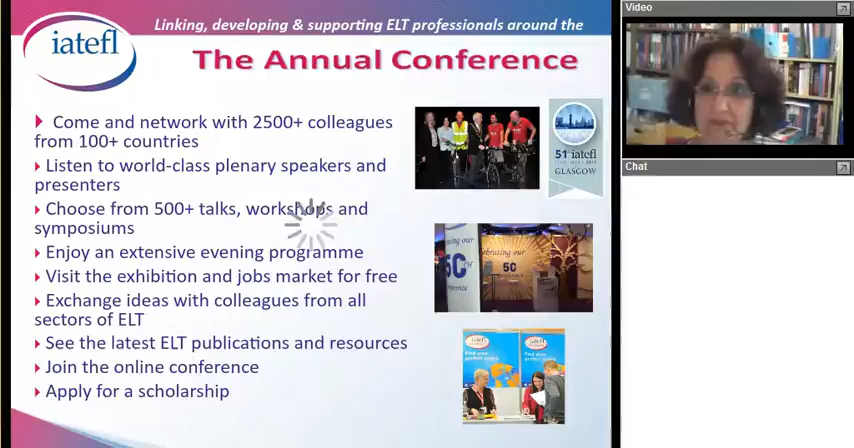 Linking, developing & supporting ELT professionals around the
iatefl
The Annual Conference
Come and network with 2500+ colleagues
from 100+ countries
Listen to world-class plenary speakers and
presenters
Choose from 500+ talks, workshops and
symposiums
Enjoy an extensive evening programme
Visit the exhibition and jobs market for free
Exchange ideas with colleagues from all
sectors of ELT
See the latest ELT publications and resources
Join the online conference
Apply for a scholarship
51 iatefl
GLASGOW
iatefl
iatefl
Video
Chat